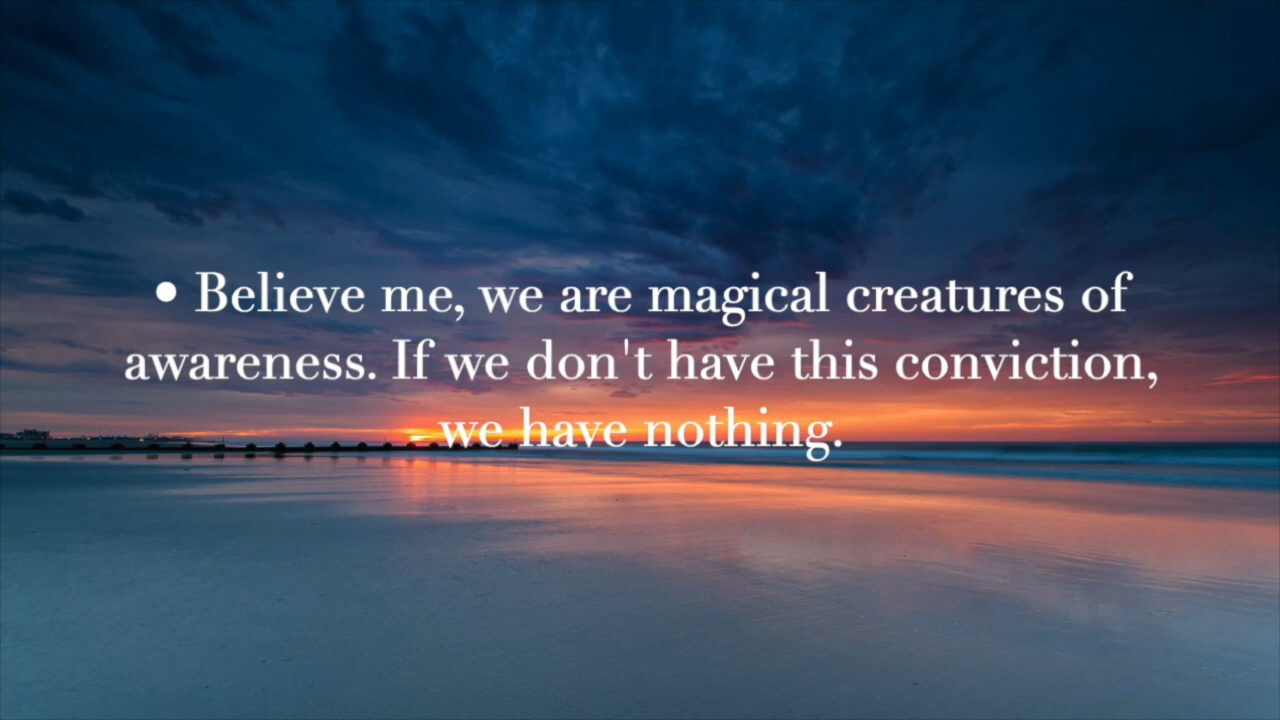 • Believe me, we are magical creatures of
awareness. If we don't have this conviction,
we have nothing.